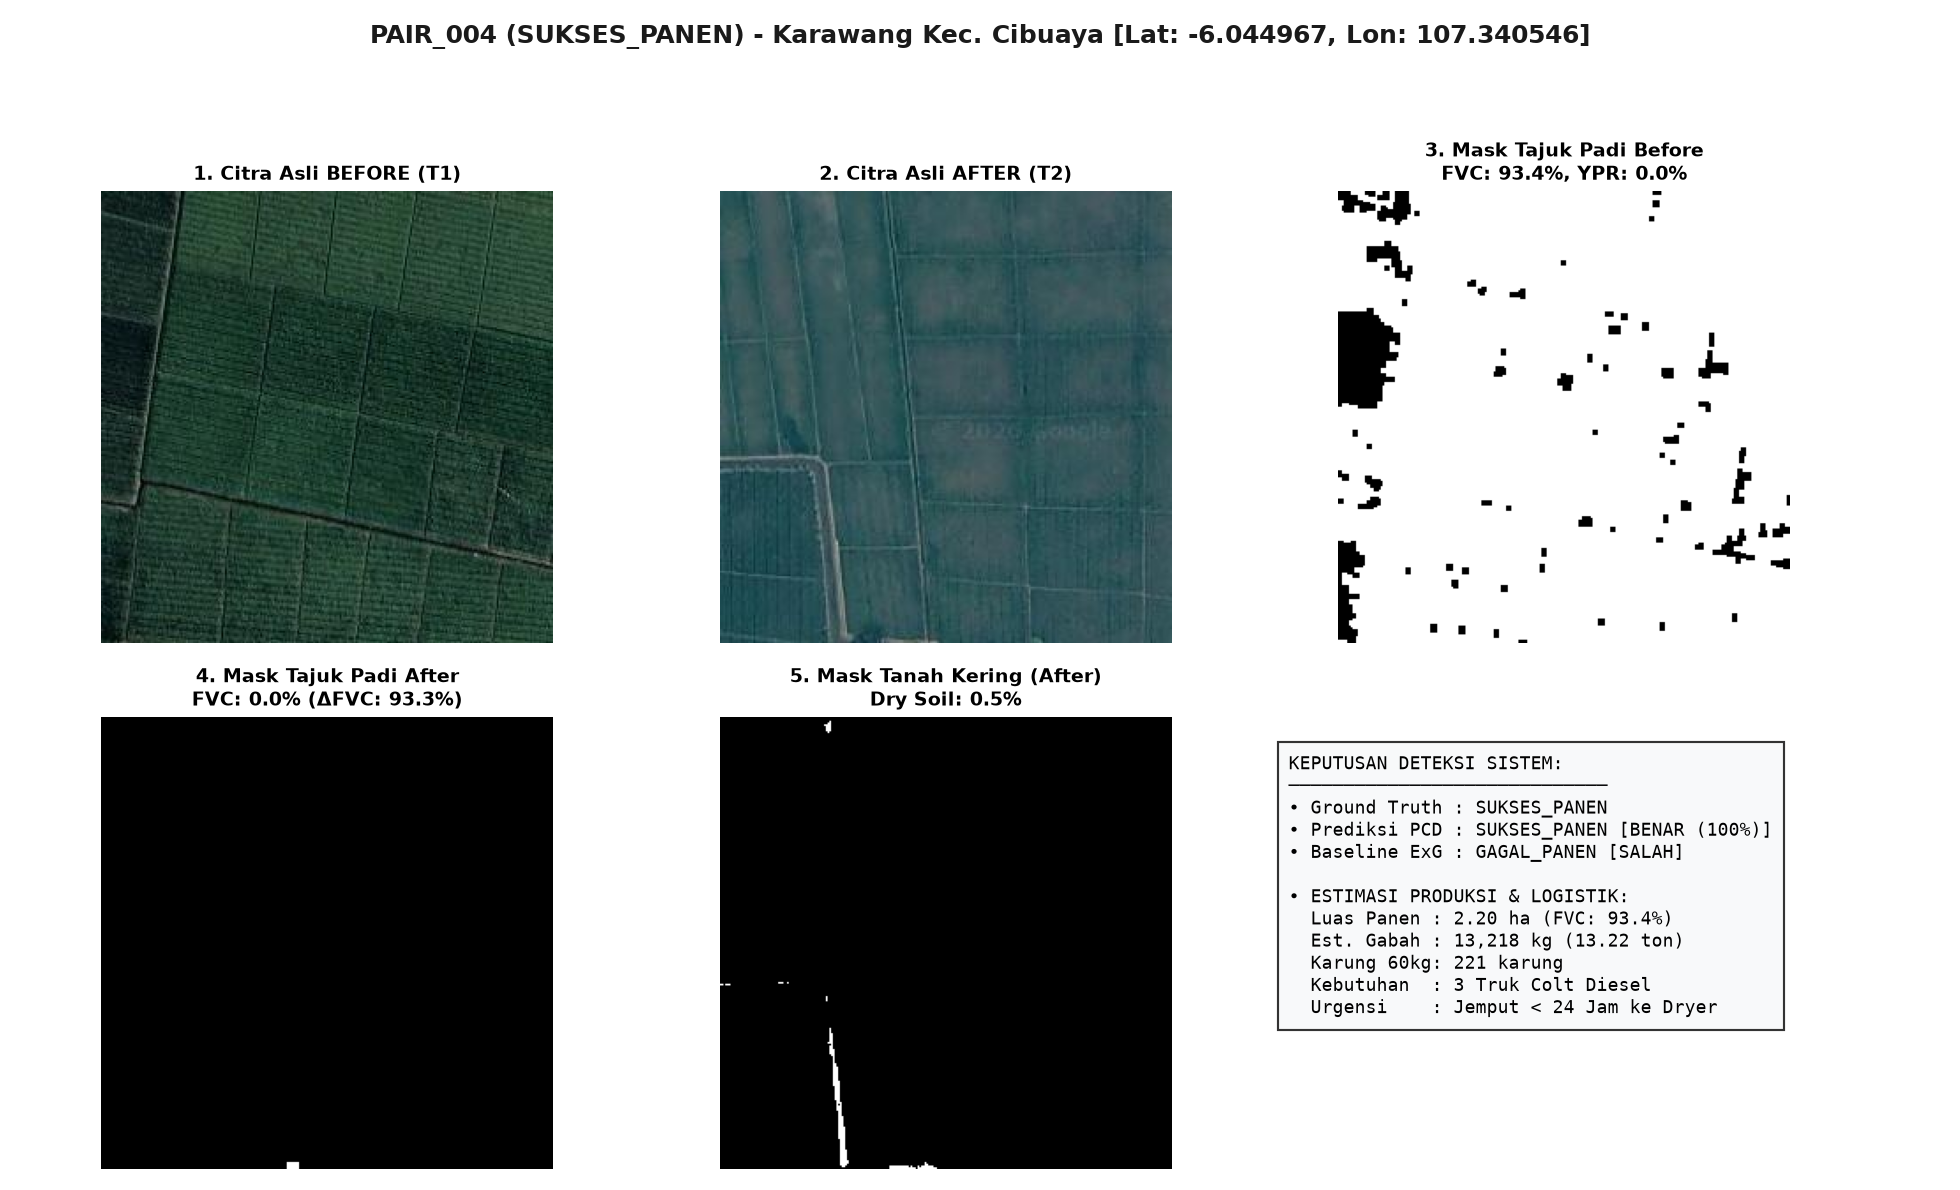 PAIR_004 (SUKSES_PANEN) - Karawang Kec. Cibuaya [Lat: -6.044967, Lon: 107.340546]
1. Citra Asli BEFORE (T1)
2. Citra Asli AFTER (T2)
3. Mask Tajuk Padi Before
FVC: 93.4%, YPR: 0.0%
2026 Google
4. Mask Tajuk Padi After
FVC: 0.0% (ΔFVC: 93.3%)
5. Mask Tanah Kering (After)
Dry Soil: 0.5%
KEPUTUSAN DETEKSI SISTEM:
• Ground Truth : SUKSES_PANEN
• Prediksi PCD : SUKSES_PANEN [BENAR (100%)]
• Baseline ExG : GAGAL_PANEN [SALAH]
• ESTIMASI PRODUKSI & LOGISTIK:
Luas Panen : 2.20 ha (FVC: 93.4%)
Est. Gabah : 13,218 kg (13.22 ton)
Karung 60kg: 221 karung
Kebutuhan : 3 Truk Colt Diesel
Urgensi : Jemput < 24 Jam ke Dryer